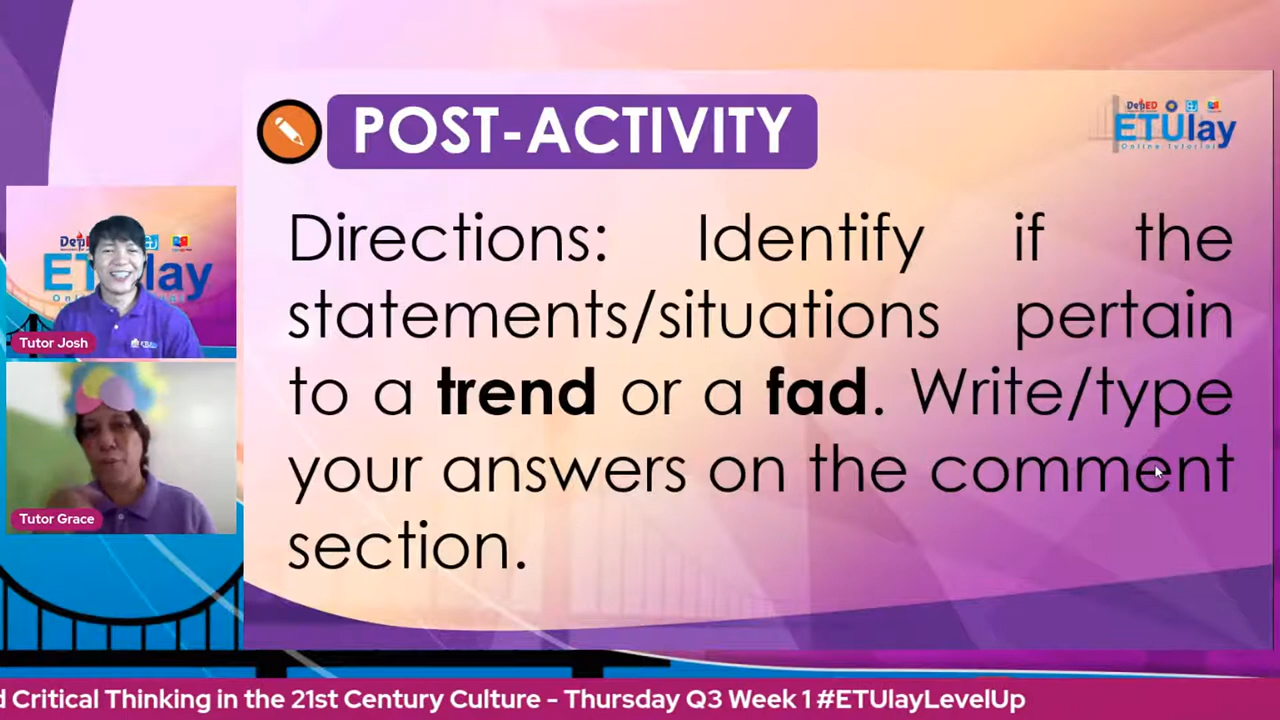 POST-ACTIVITY
DepED
ETUlay
Online Tutorial
Directions: Identify if the
statements/situations pertain
to a trend or a fad. Write/type
your answers on the comment
section.
Tutor Josh
Tutor Grace
d Critical Thinking in the 21st Century Culture - Thursday Q3 Week 1 #ETUlayLevelUp